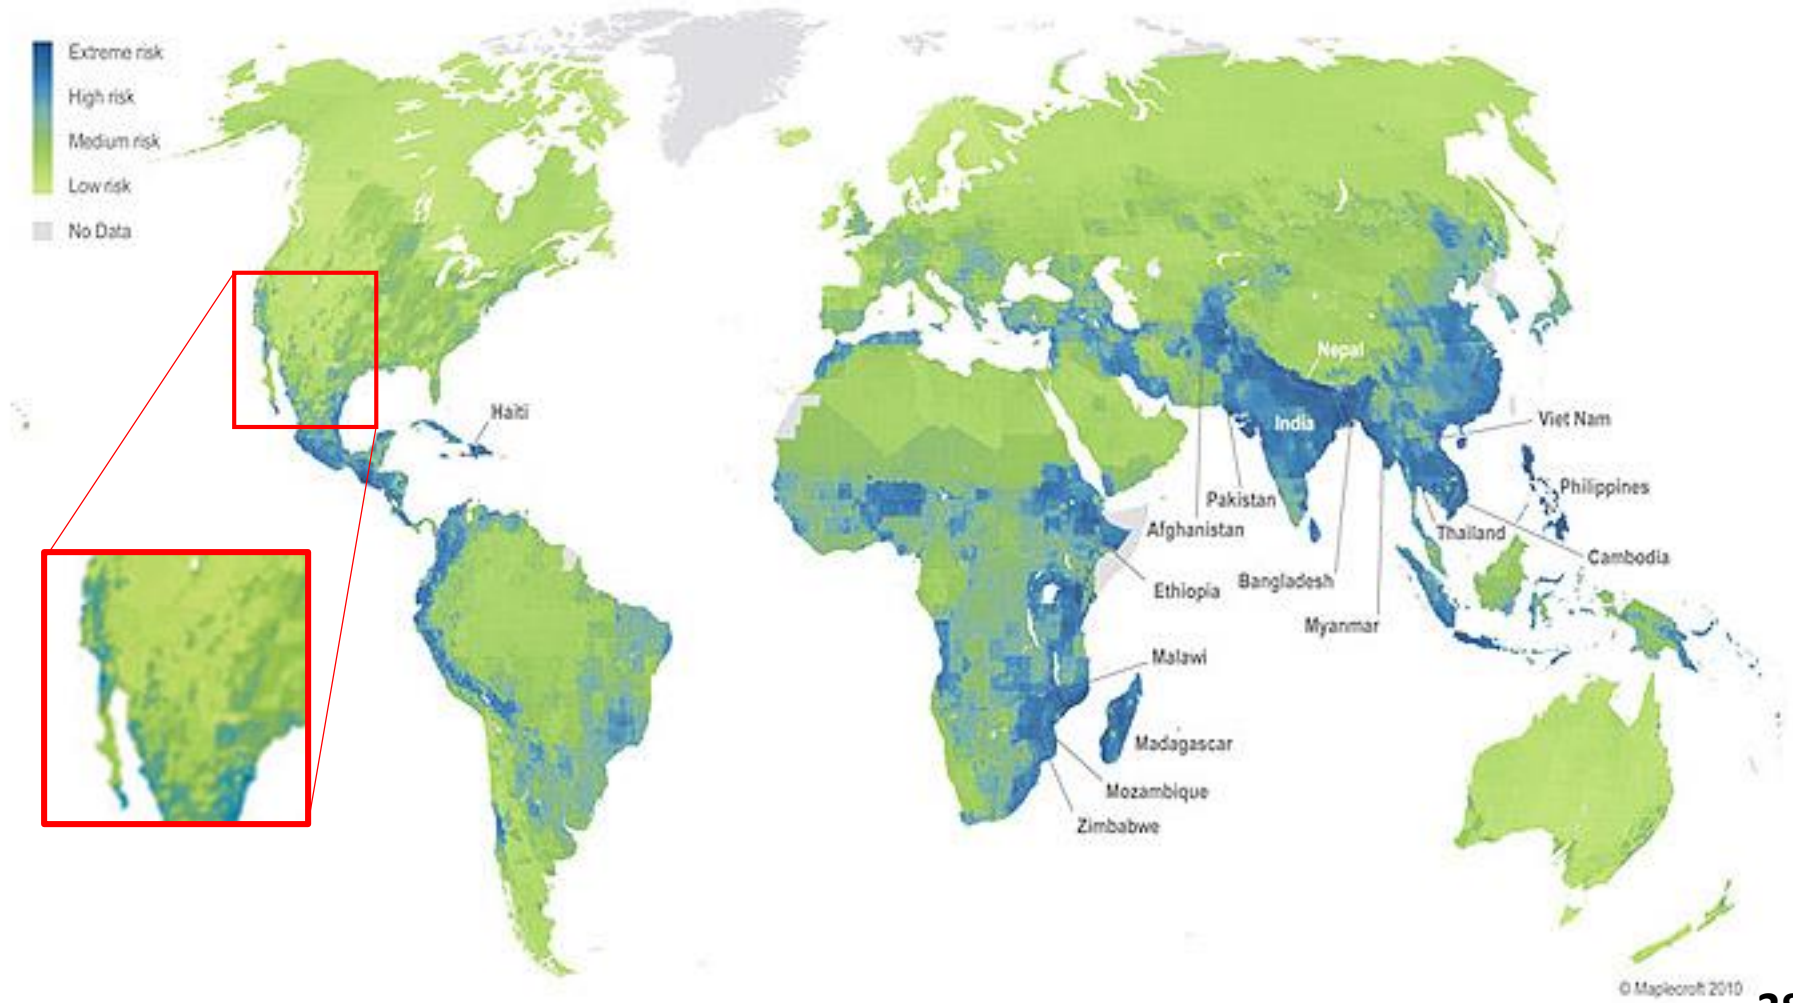 Extreme risk
High risk
Medium risk
Low risk
No Data
Haiti
Nepal
India
Viet Nam
Philippines
Pakistan
Afghanistan
Thailand
Cambodia
Ethiopia
Bangladesh
Myanmar
Malawi
Madagascar
Mozambique
Zimbabwe
© Maplecroft 2010